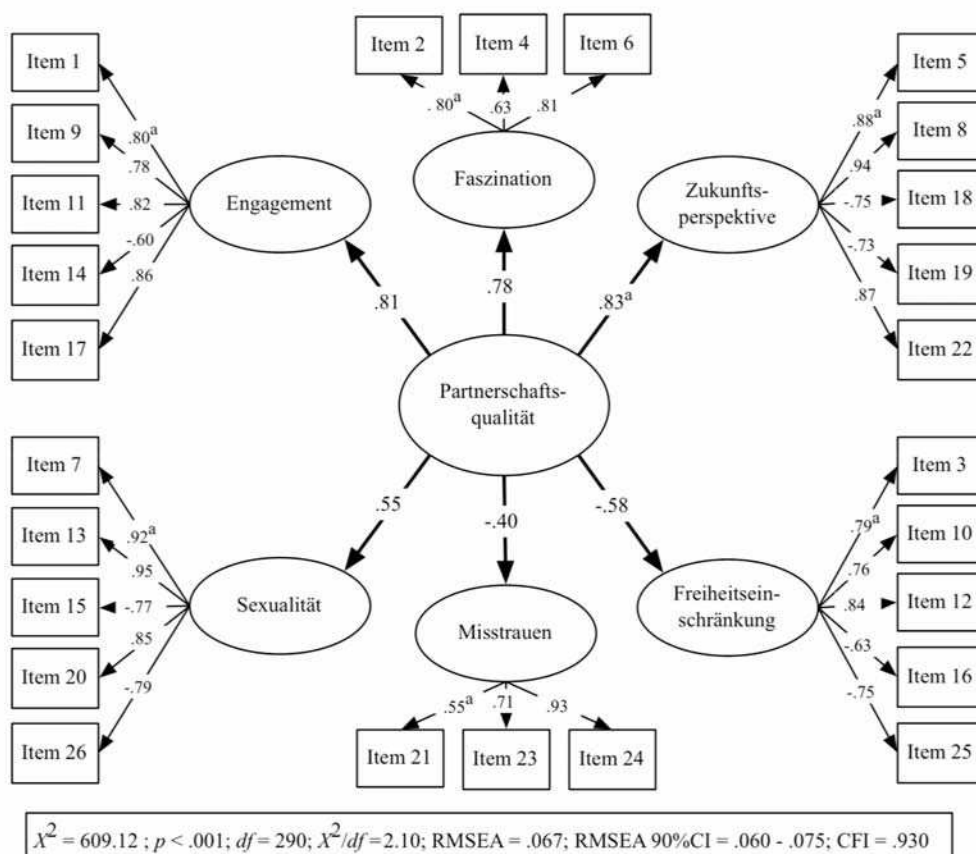 Item 1
Item 9
Item 11
Item 14
Item 17
.80a
.78
.82
-.60
.86
Engagement
Item 2
Item 4
Item 6
.80a
.63
.81
Faszination
Item 5
Item 8
Item 18
Item 19
Item 22
.88a
.94
-.75
-.73
.87
Zukunfts-
perspektive
.81
.78
.83a
Partnerschafts-
qualität
.55
-.40
-.58
Item 7
Item 13
Item 15
Item 20
Item 26
.92a
.95
-.77
.85
-.79
Sexualität
Misstrauen
.55a
.71
.93
Item 21
Item 23
Item 24
Freiheitsein-
schränkung
.79a
.76
.84
-.63
-.75
Item 3
Item 10
Item 12
Item 16
Item 25
X2 = 609.12 ; p < .001; df = 290; X2/df =2.10; RMSEA = .067; RMSEA 90%CI = .060 - .075; CFI = .930